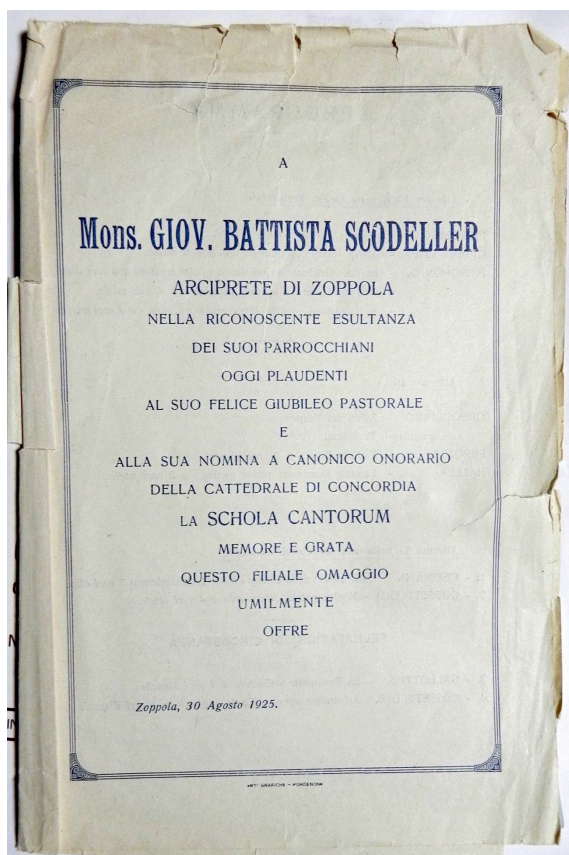 A
Mons. GIOV. BATTISTA SCODELLER
ARCIPRETE DI ZOPPOLA
NELLA RICONOSCENTE ESULTANZA
DEI SUOI PARROCCHIANI
OGGI PLAUDENTI
AL SUO FELICE GIUBILEO PASTORALE
E
ALLA SUA NOMINA A CANONICO ONORARIO
DELLA CATTEDRALE DI CONCORDIA
LA SCHOLA CANTORUM
MEMORE E GRATA
QUESTO FILIALE OMAGGIO
UMILMENTE
OFFRE
Zoppola, 30 Agosto 1925.
ARTI GRAFICHE - PORDENONE